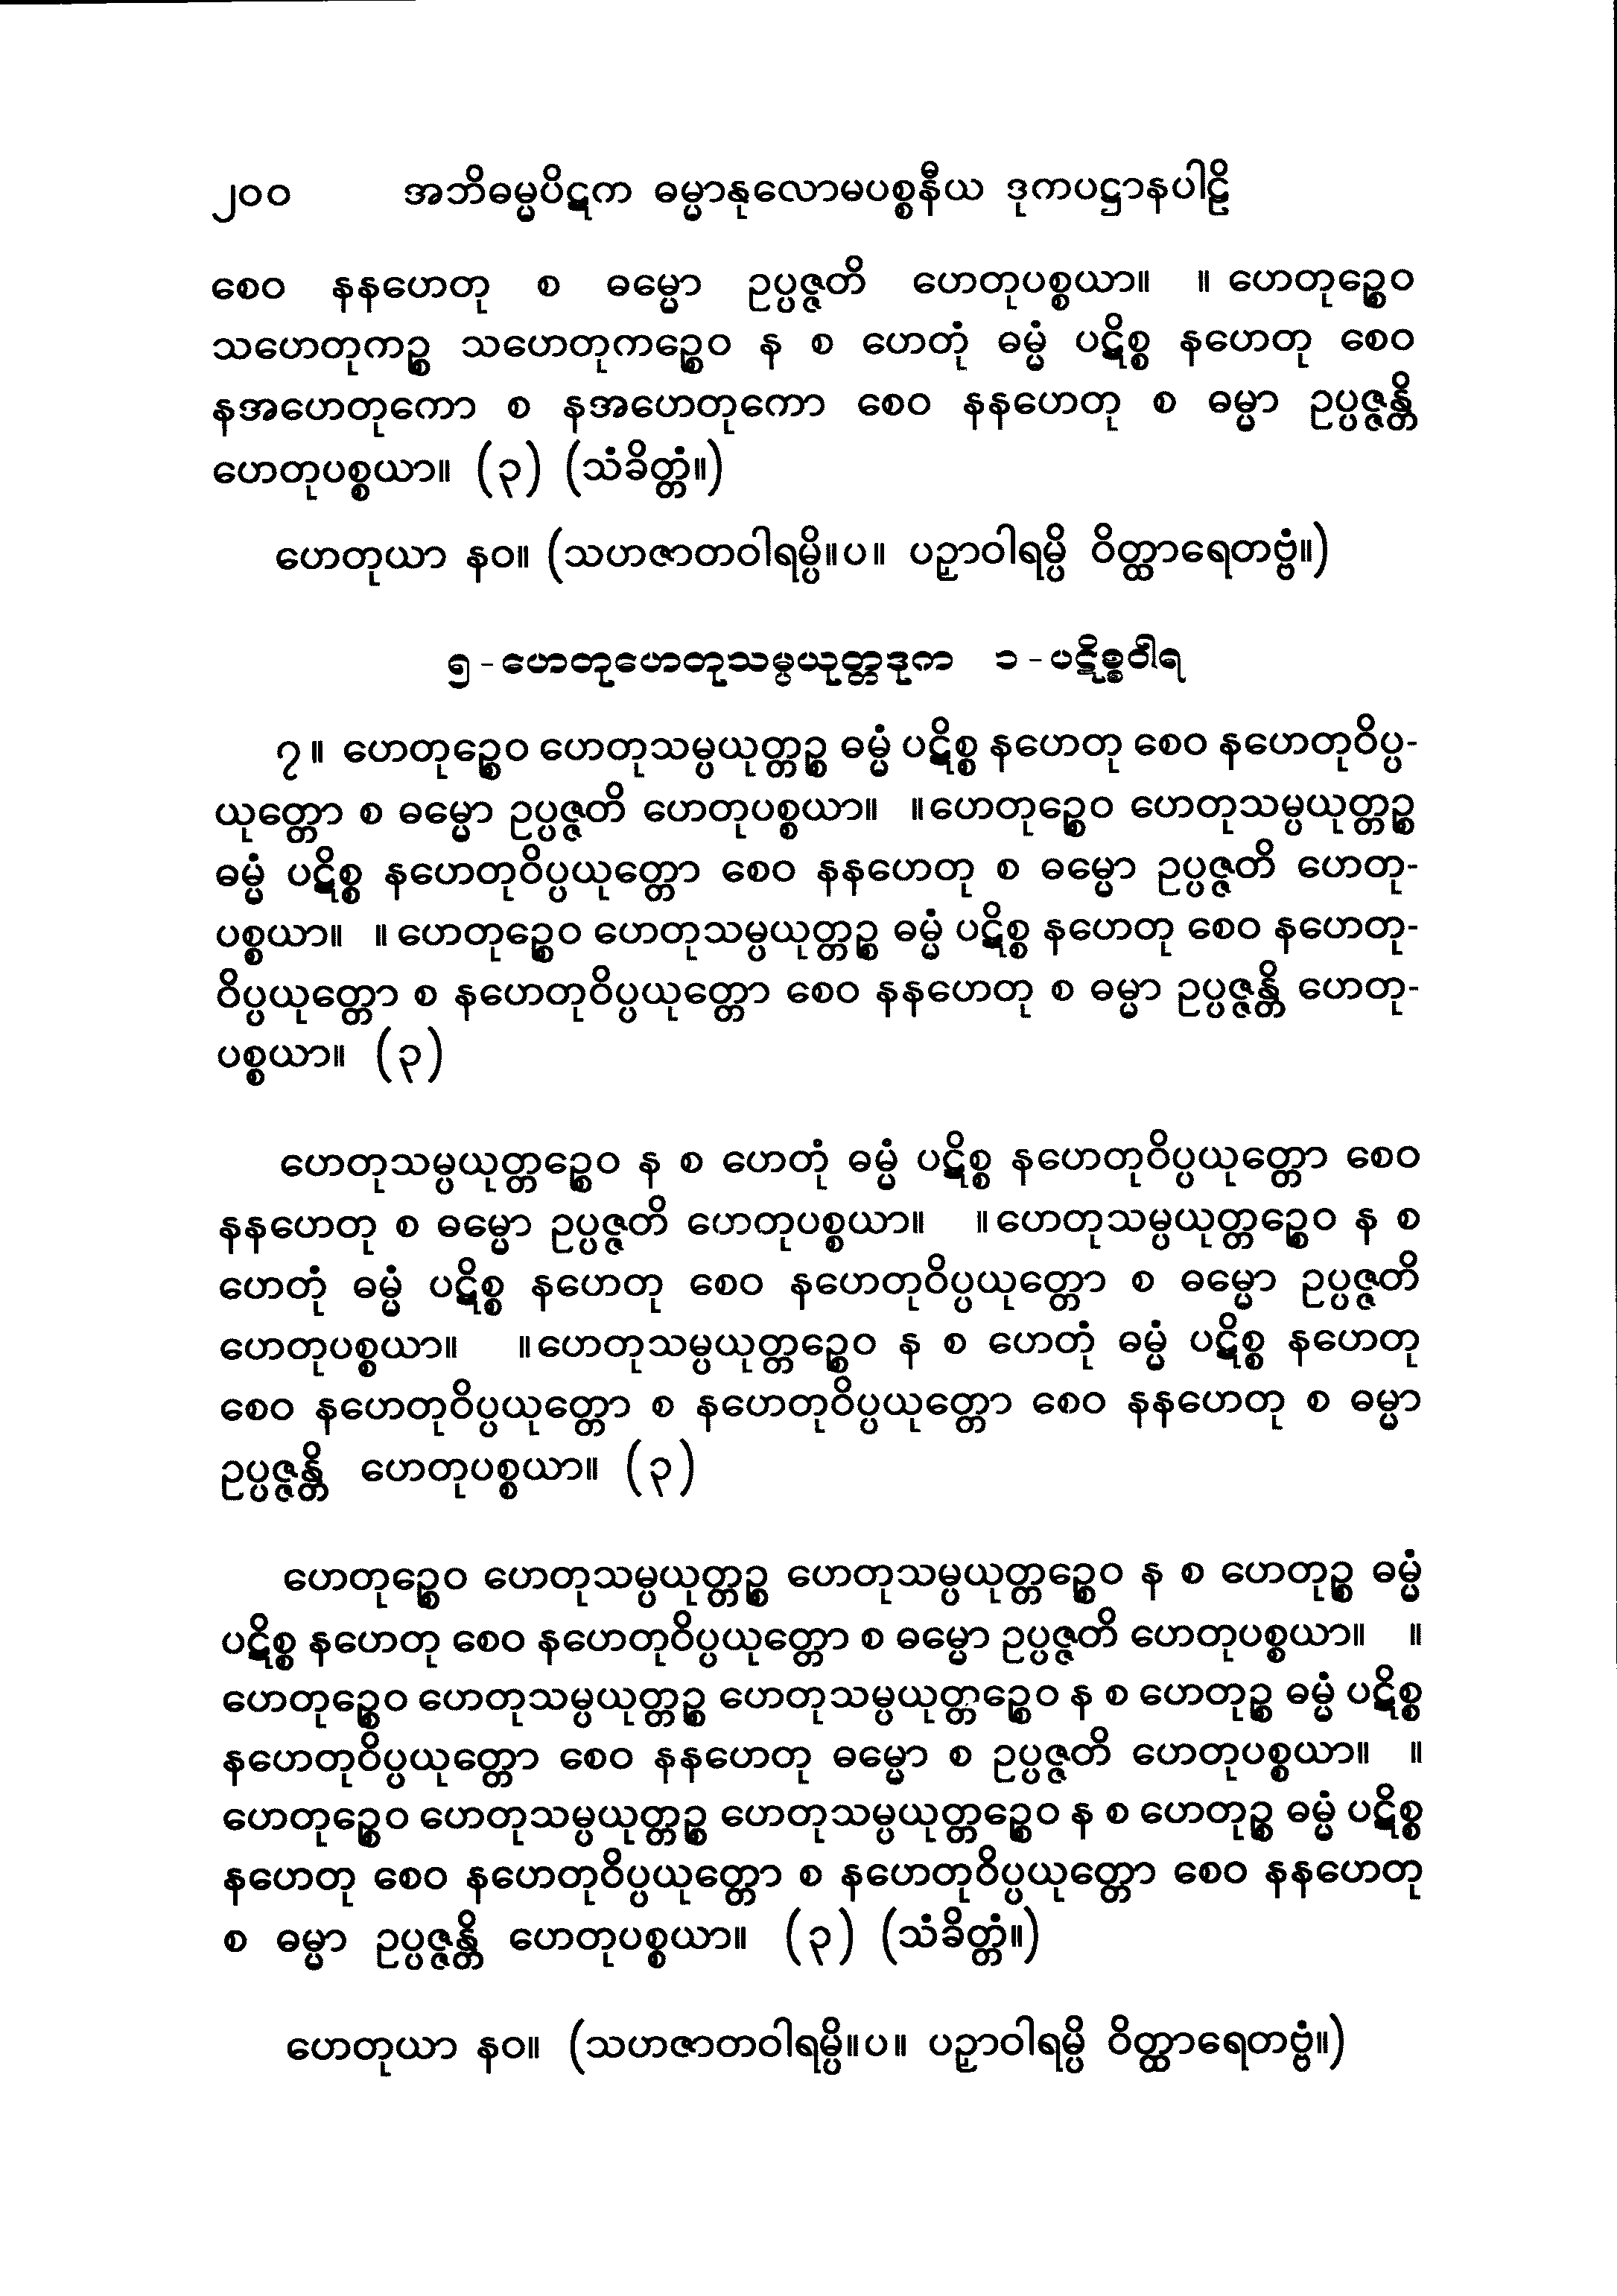 ၂၀၀ အဘိဓမ္မပိဋက ဓမ္မာနုလောမပစ္စနီယ ဒုကပဋ္ဌာနပါဠိ
စေဝ နနဟေတု စ ဓမ္မော ဥပ္ပဇ္ဇတိ ဟေတုပစ္စယာ။ ။ ဟေတုဉ္စေဝ
သဟေတုကဉ္စ သဟေတုကဉ္စေဝ န စ ဟေတုံ ဓမ္မံ ပဋိစ္စ နဟေတု စေဝ
နအဟေတုကော စ နအဟေတုကော စေဝ နနဟေတု စ ဓမ္မာ ဥပ္ပဇ္ဇန္တိ
ဟေတုပစ္စယာ။ (၃) (သံခိတ္တံ။)
ဟေတုယာ နဝ။ (သဟဇာတဝါရမ္ပိ။ပ။ ပဉှာဝါရမ္ပိ ဝိတ္ထာရေတဗ္ဗံ။)
၅-ဟေတုဟေတုသမ္ပယုတ္တဒုက ၁-ပဋိစ္စဝါရ
၇။ ဟေတုဉ္စေဝ ဟေတုသမ္ပယုတ္တဉ္စ ဓမ္မံ ပဋိစ္စ နဟေတု စေဝ နဟေတုဝိပ္ပ-
ယုတ္တော စ ဓမ္မော ဥပ္ပဇ္ဇတိ ဟေတုပစ္စယာ။ ။ဟေတုဉ္စေဝ ဟေတုသမ္ပယုတ္တဉ္စ
ဓမ္မံ ပဋိစ္စ နဟေတုဝိပ္ပယုတ္တော စေဝ နနဟေတု စ ဓမ္မော ဥပ္ပဇ္ဇတိ ဟေတု-
ပစ္စယာ။ ။ ဟေတုဉ္စေဝ ဟေတုသမ္ပယုတ္တဉ္စ ဓမ္မံ ပဋိစ္စ နဟေတု စေဝ နဟေတု-
ဝိပ္ပယုတ္တော စ နဟေတုဝိပ္ပယုတ္တော စေဝ နနဟေတု စ ဓမ္မာ ဥပ္ပဇ္ဇန္တိ ဟေတု-
ပစ္စယာ။ (၃)
ဟေတုသမ္ပယုတ္တဉ္စေဝ န စ ဟေတုံ ဓမ္မံ ပဋိစ္စ နဟေတုဝိပ္ပယုတ္တော စေဝ
နနဟေတု စ ဓမ္မော ဥပ္ပဇ္ဇတိ ဟေတုပစ္စယာ။ ။ဟေတုသမ္ပယုတ္တဉ္စေဝ န စ
ဟေတုံ ဓမ္မံ ပဋိစ္စ နဟေတု စေဝ နဟေတုဝိပ္ပယုတ္တော စ ဓမ္မော ဥပ္ပဇ္ဇတိ
ဟေတုပစ္စယာ။ ။ဟေတုသမ္ပယုတ္တဉ္စေဝ န စ ဟေတုံ ဓမ္မံ ပဋိစ္စ နဟေတု
စေဝ နဟေတုဝိပ္ပယုတ္တော စ နဟေတုဝိပ္ပယုတ္တော စေဝ နနဟေတု စ ဓမ္မာ
ဥပ္ပဇ္ဇန္တိ ဟေတုပစ္စယာ။ (၃)
ဟေတုဉ္စေဝ ဟေတုသမ္ပယုတ္တဉ္စ ဟေတုသမ္ပယုတ္တဉ္စေဝ န စ ဟေတုဉ္စ ဓမ္မံ
ပဋိစ္စ နဟေတု စေဝ နဟေတုဝိပ္ပယုတ္တော စ ဓမ္မော ဥပ္ပဇ္ဇတိ ဟေတုပစ္စယာ။ ။
ဟေတုဉ္စေဝ ဟေတုသမ္ပယုတ္တဉ္စ ဟေတုသမ္ပယုတ္တဉ္စေဝ န စ ဟေတုဉ္စ ဓမ္မံ ပဋိစ္စ
နဟေတုဝိပ္ပယုတ္တော စေဝ နနဟေတု ဓမ္မော စ ဥပ္ပဇ္ဇတိ ဟေတုပစ္စယာ။ ။
ဟေတုဉ္စေဝ ဟေတုသမ္ပယုတ္တဉ္စ ဟေတုသမ္ပယုတ္တဉ္စေဝ န စ ဟေတုဉ္စ ဓမ္မံ ပဋိစ္စ
နဟေတု စေဝ နဟေတုဝိပ္ပယုတ္တော စ နဟေတုဝိပ္ပယုတ္တော စေဝ နနဟေတု
စ ဓမ္မာ ဥပ္ပဇ္ဇန္တိ ဟေတုပစ္စယာ။ (၃) (သံခိတ္တံ။)
ဟေတုယာ နဝ။ (သဟဇာတဝါရမ္ပိ။ပ။ ပဉှာဝါရမ္ပိ ဝိတ္ထာရေတဗ္ဗံ။)